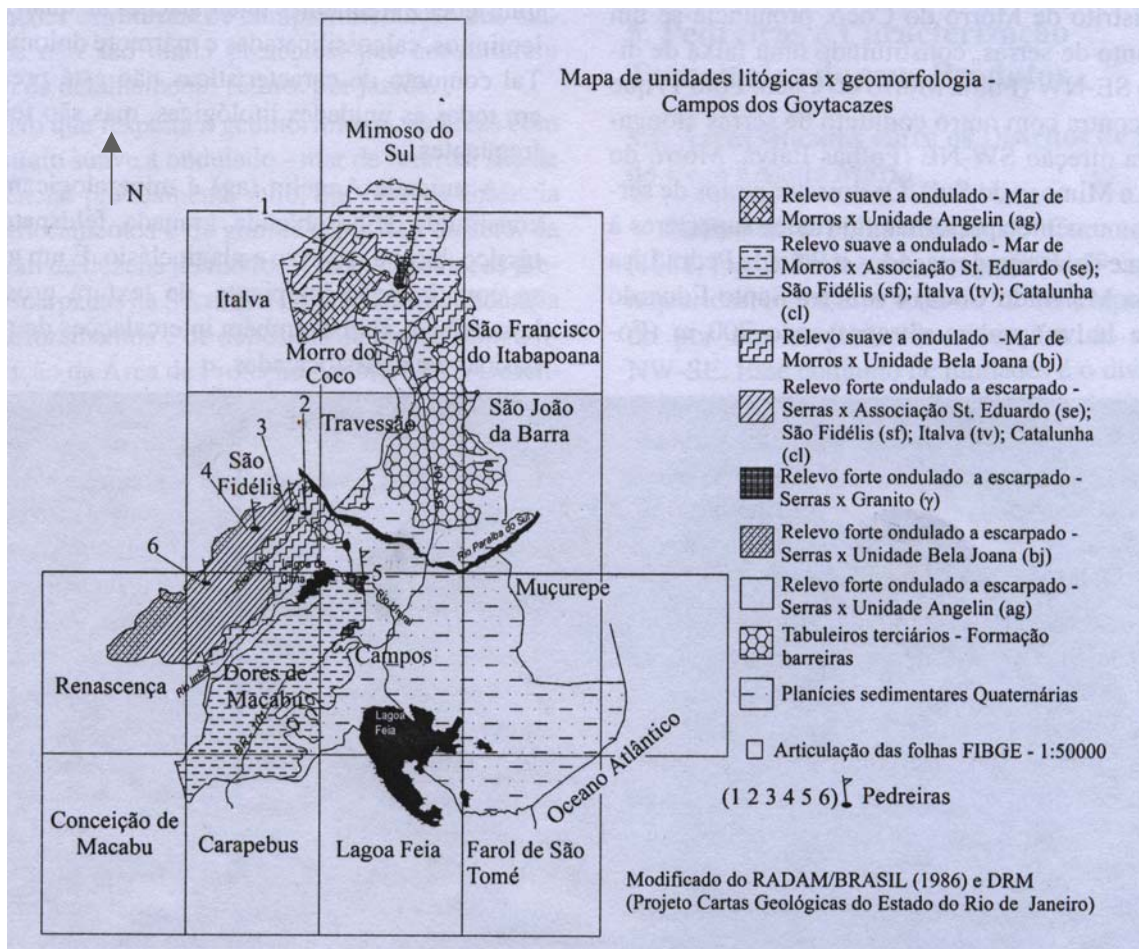 Mapa de unidades litógicas geomorfologia -
Campos dos Goytacazes
N
Mimoso do
Sul
1
Italva
Morro do
Coco
São Francisco
do Itabapoana
2
3
Travessão
São João
da Barra
4
São
Fidélis
6
Rio Paraíba do Sul
5
Muçurepe
Campos
Renascença
Dores de
Macabu
Lagoa
Feia
Oceano Atlântico
Conceição de
Macabu
Carapebus
Lagoa Feia
Farol de São
Tomé
Relevo suave a ondulado - Mar de
Morros x Unidade Angelin (ag)
Relevo suave a ondulado - Mar de
Morros x Associação St. Eduardo (se);
São Fidélis (sf); Italva (tv); Catalunha
(cl)
Relevo suave a ondulado -Mar de
Morros x Unidade Bela Joana (bi)
Relevo forte ondulado a escarpado -
Serras x Associação St. Eduardo (se);
São Fidélis (sf); Italva (tv); Catalunha
(cl)
Relevo forte ondulado a escarpado -
Serras x Granito (γ)
Relevo forte ondulado a escarpado -
Serras x Unidade Bela Joana (bj)
Relevo forte ondulado a escarpado -
Serras x Unidade Angelin (ag)
Tabuleiros terciários - Formação
barreiras
Planícies sedimentares Quaternárias
Articulação das folhas FIBGE - 1:50000
(1 2 3 4 5 6) Pedreiras
Modificado do RADAM/BRASIL (1986) e DRM
(Projeto Cartas Geológicas do Estado do Rio de Janeiro)